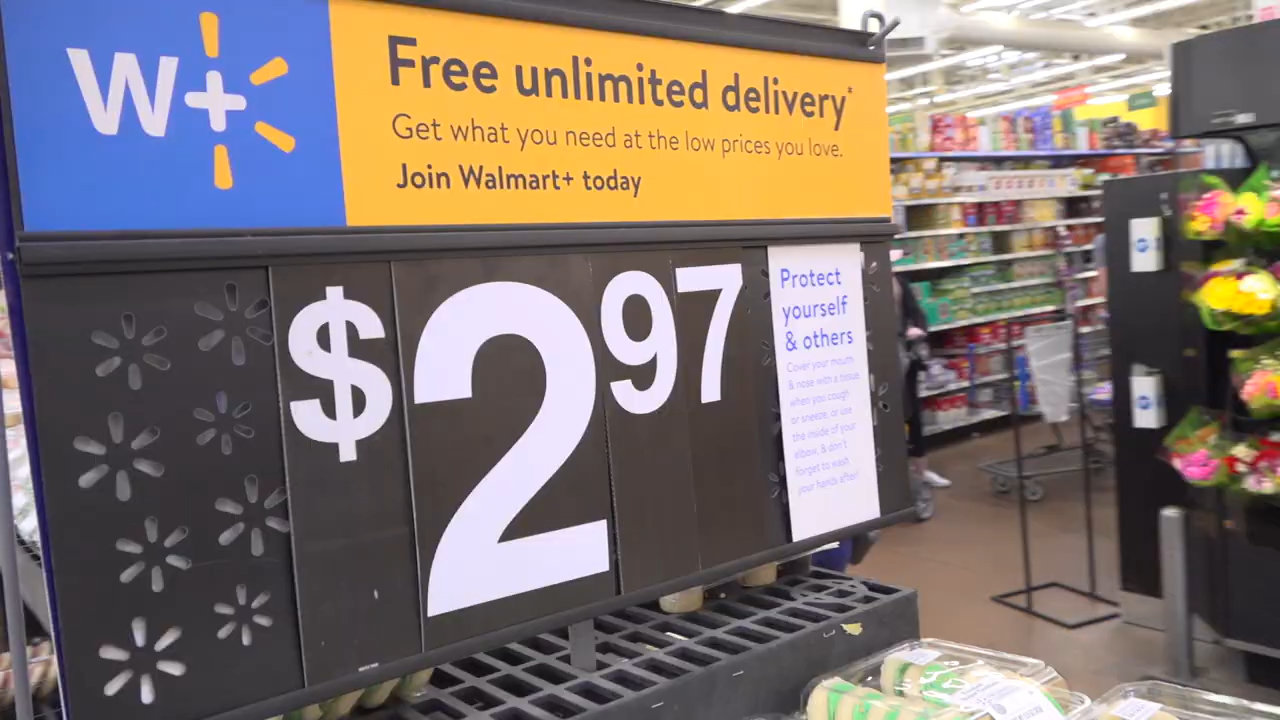 W+
Free unlimited delivery*
Get what you need at the low prices you love.
Join Walmart+ today
$2 97
Protect
yourself
& others
Cover your mouth
& nose with a tissue
when you cough
or sneeze, or use
the inside of your
elbow, & don't
forget to wash
your hands after!